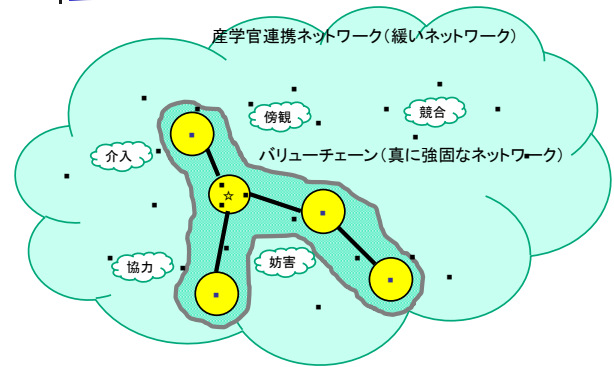 産学官連携ネットワーク（緩いネットワーク）
傍観
競合
介入
バリューチェーン（真に強固なネットワーク）
☆
協力
妨害